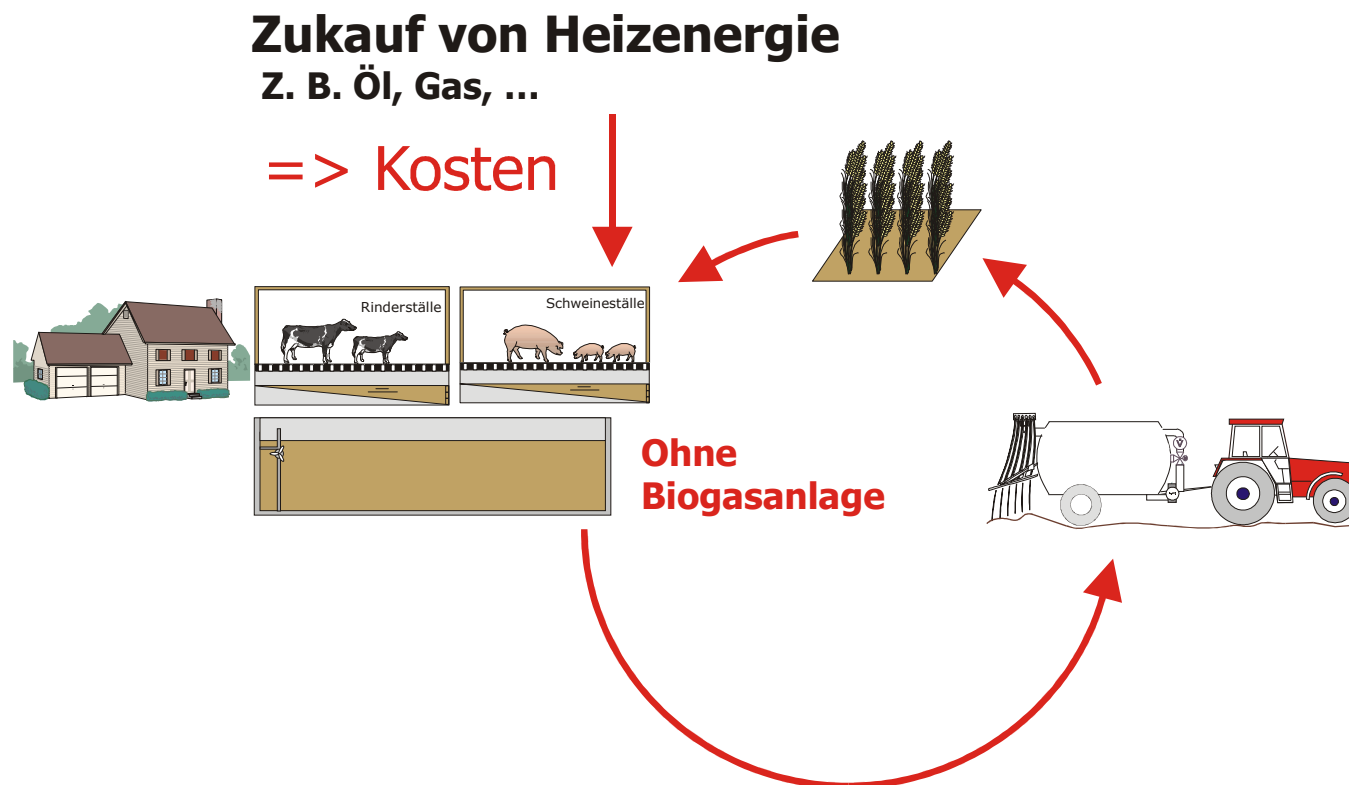 Zukauf von Heizenergie
Z. B. Öl, Gas, ...
=> Kosten
Rinderställe
Schweineställe
Ohne
Biogasanlage